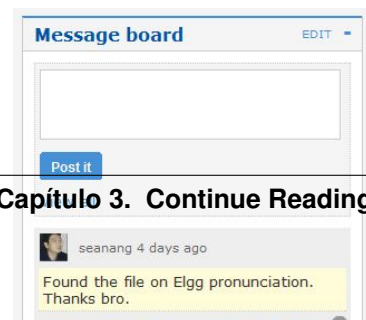 Message board
EDIT -
Post it
Capítulo 3. Continue Reading
seanang 4 days ago
Found the file on Elgg pronunciation.
Thanks bro.